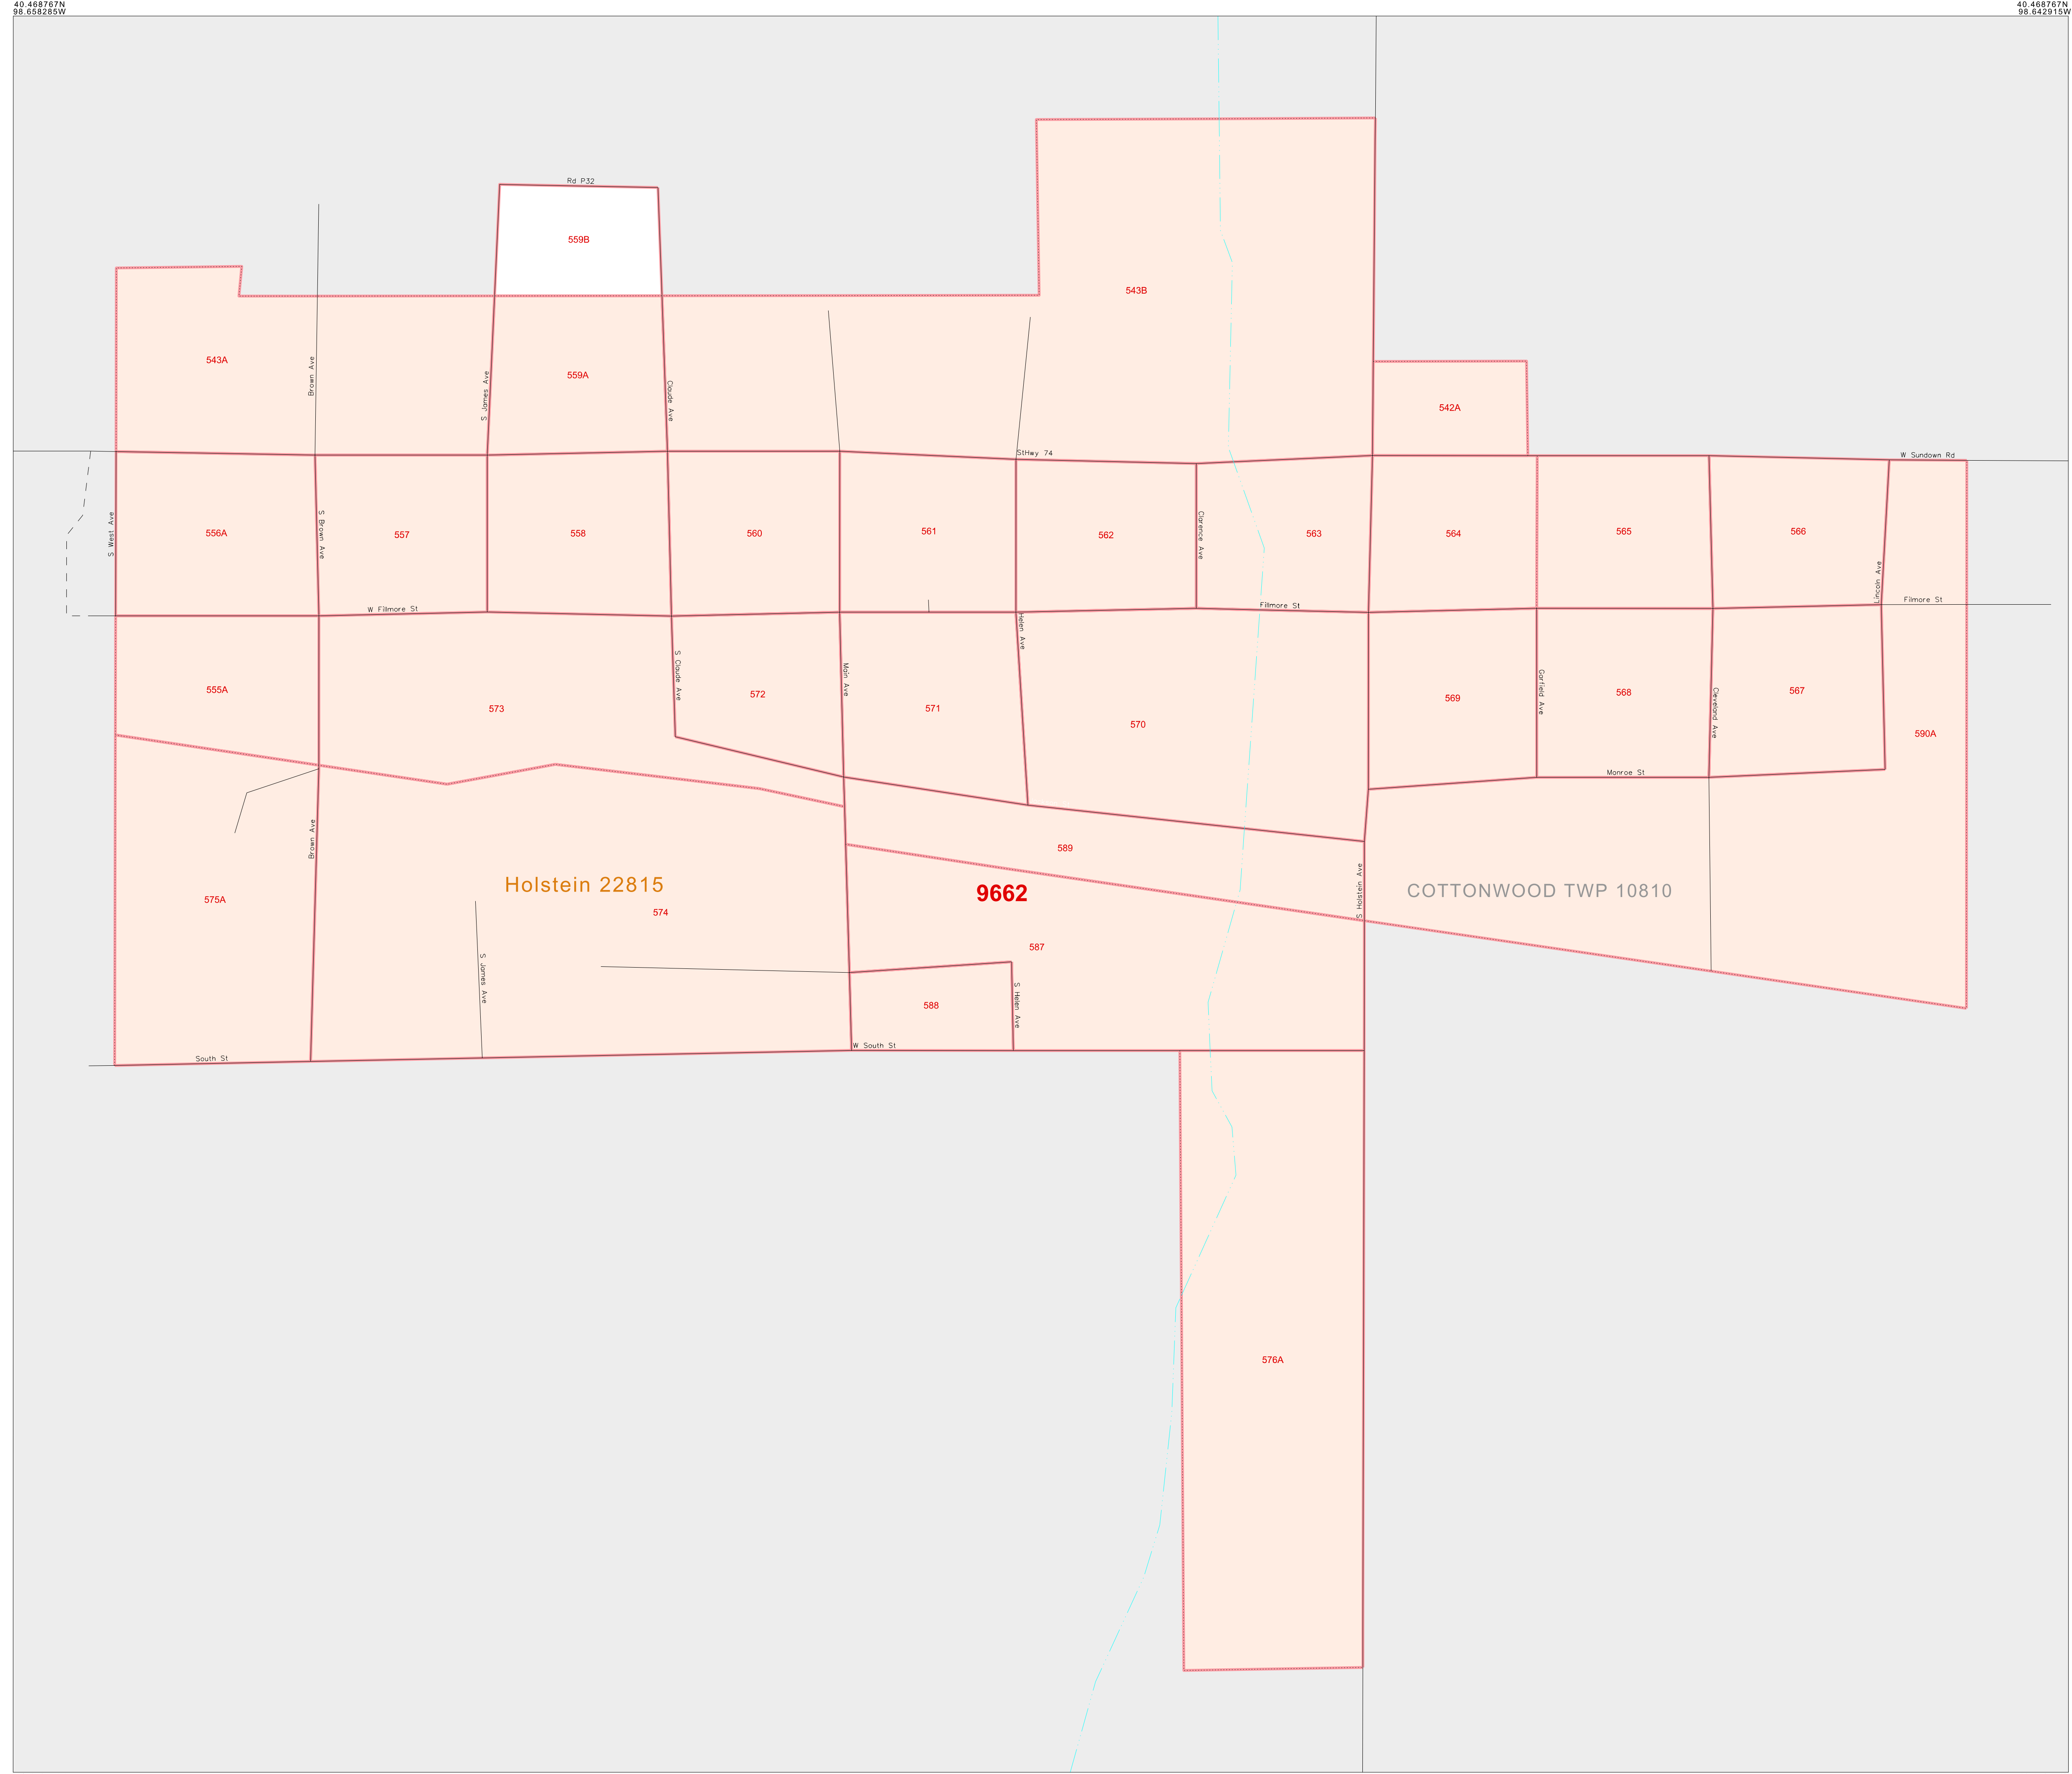 40.468767N
98.658285W
40.468767N
98.642915W
Rd P32
559B
543B
543A
Brown Ave
S James Ave
559A
Claude Ave
542A
StHwy 74
W Sundown Rd
S West Ave
556A
S Brown Ave
557
558
560
561
562
Clarence Ave
563
564
565
566
Lincoln Ave
W Fillmore St
Fillmore St
Filmore St
Helen Ave
555A
573
S Claude Ave
572
Main Ave
571
570
569
Garfield Ave
568
Cleveland Ave
567
590A
Monroe St
Brown Ave
589
S Holstein Ave
575A
Holstein 22815
9662
COTTONWOOD TWP 10810
574
587
S James Ave
588
S Helen Ave
South St
W South St
576A